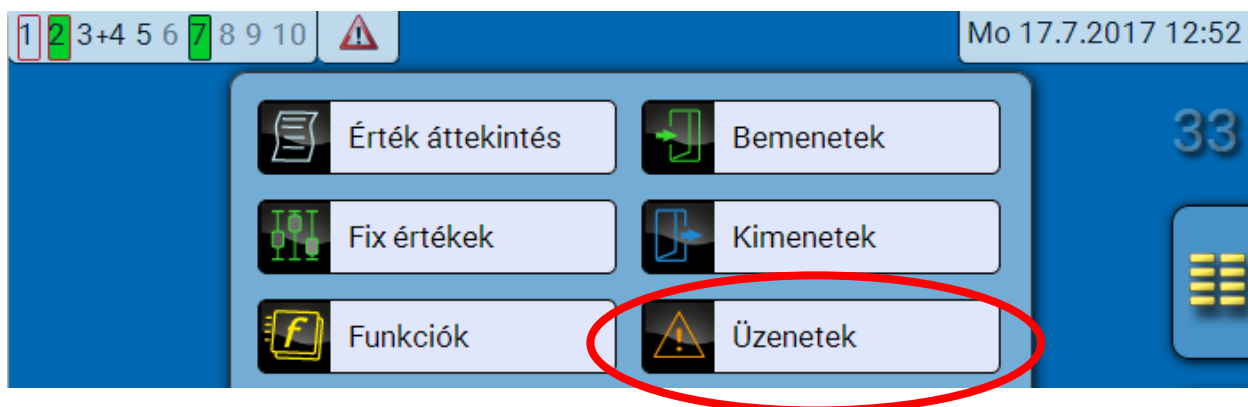 1 2 3+4 5 6 7 8 9 10
Mo 17.7.2017 12:52
Érték áttekintés
Bemenetek
33
Fix értékek
Kimenetek
Funkciók
Üzenetek